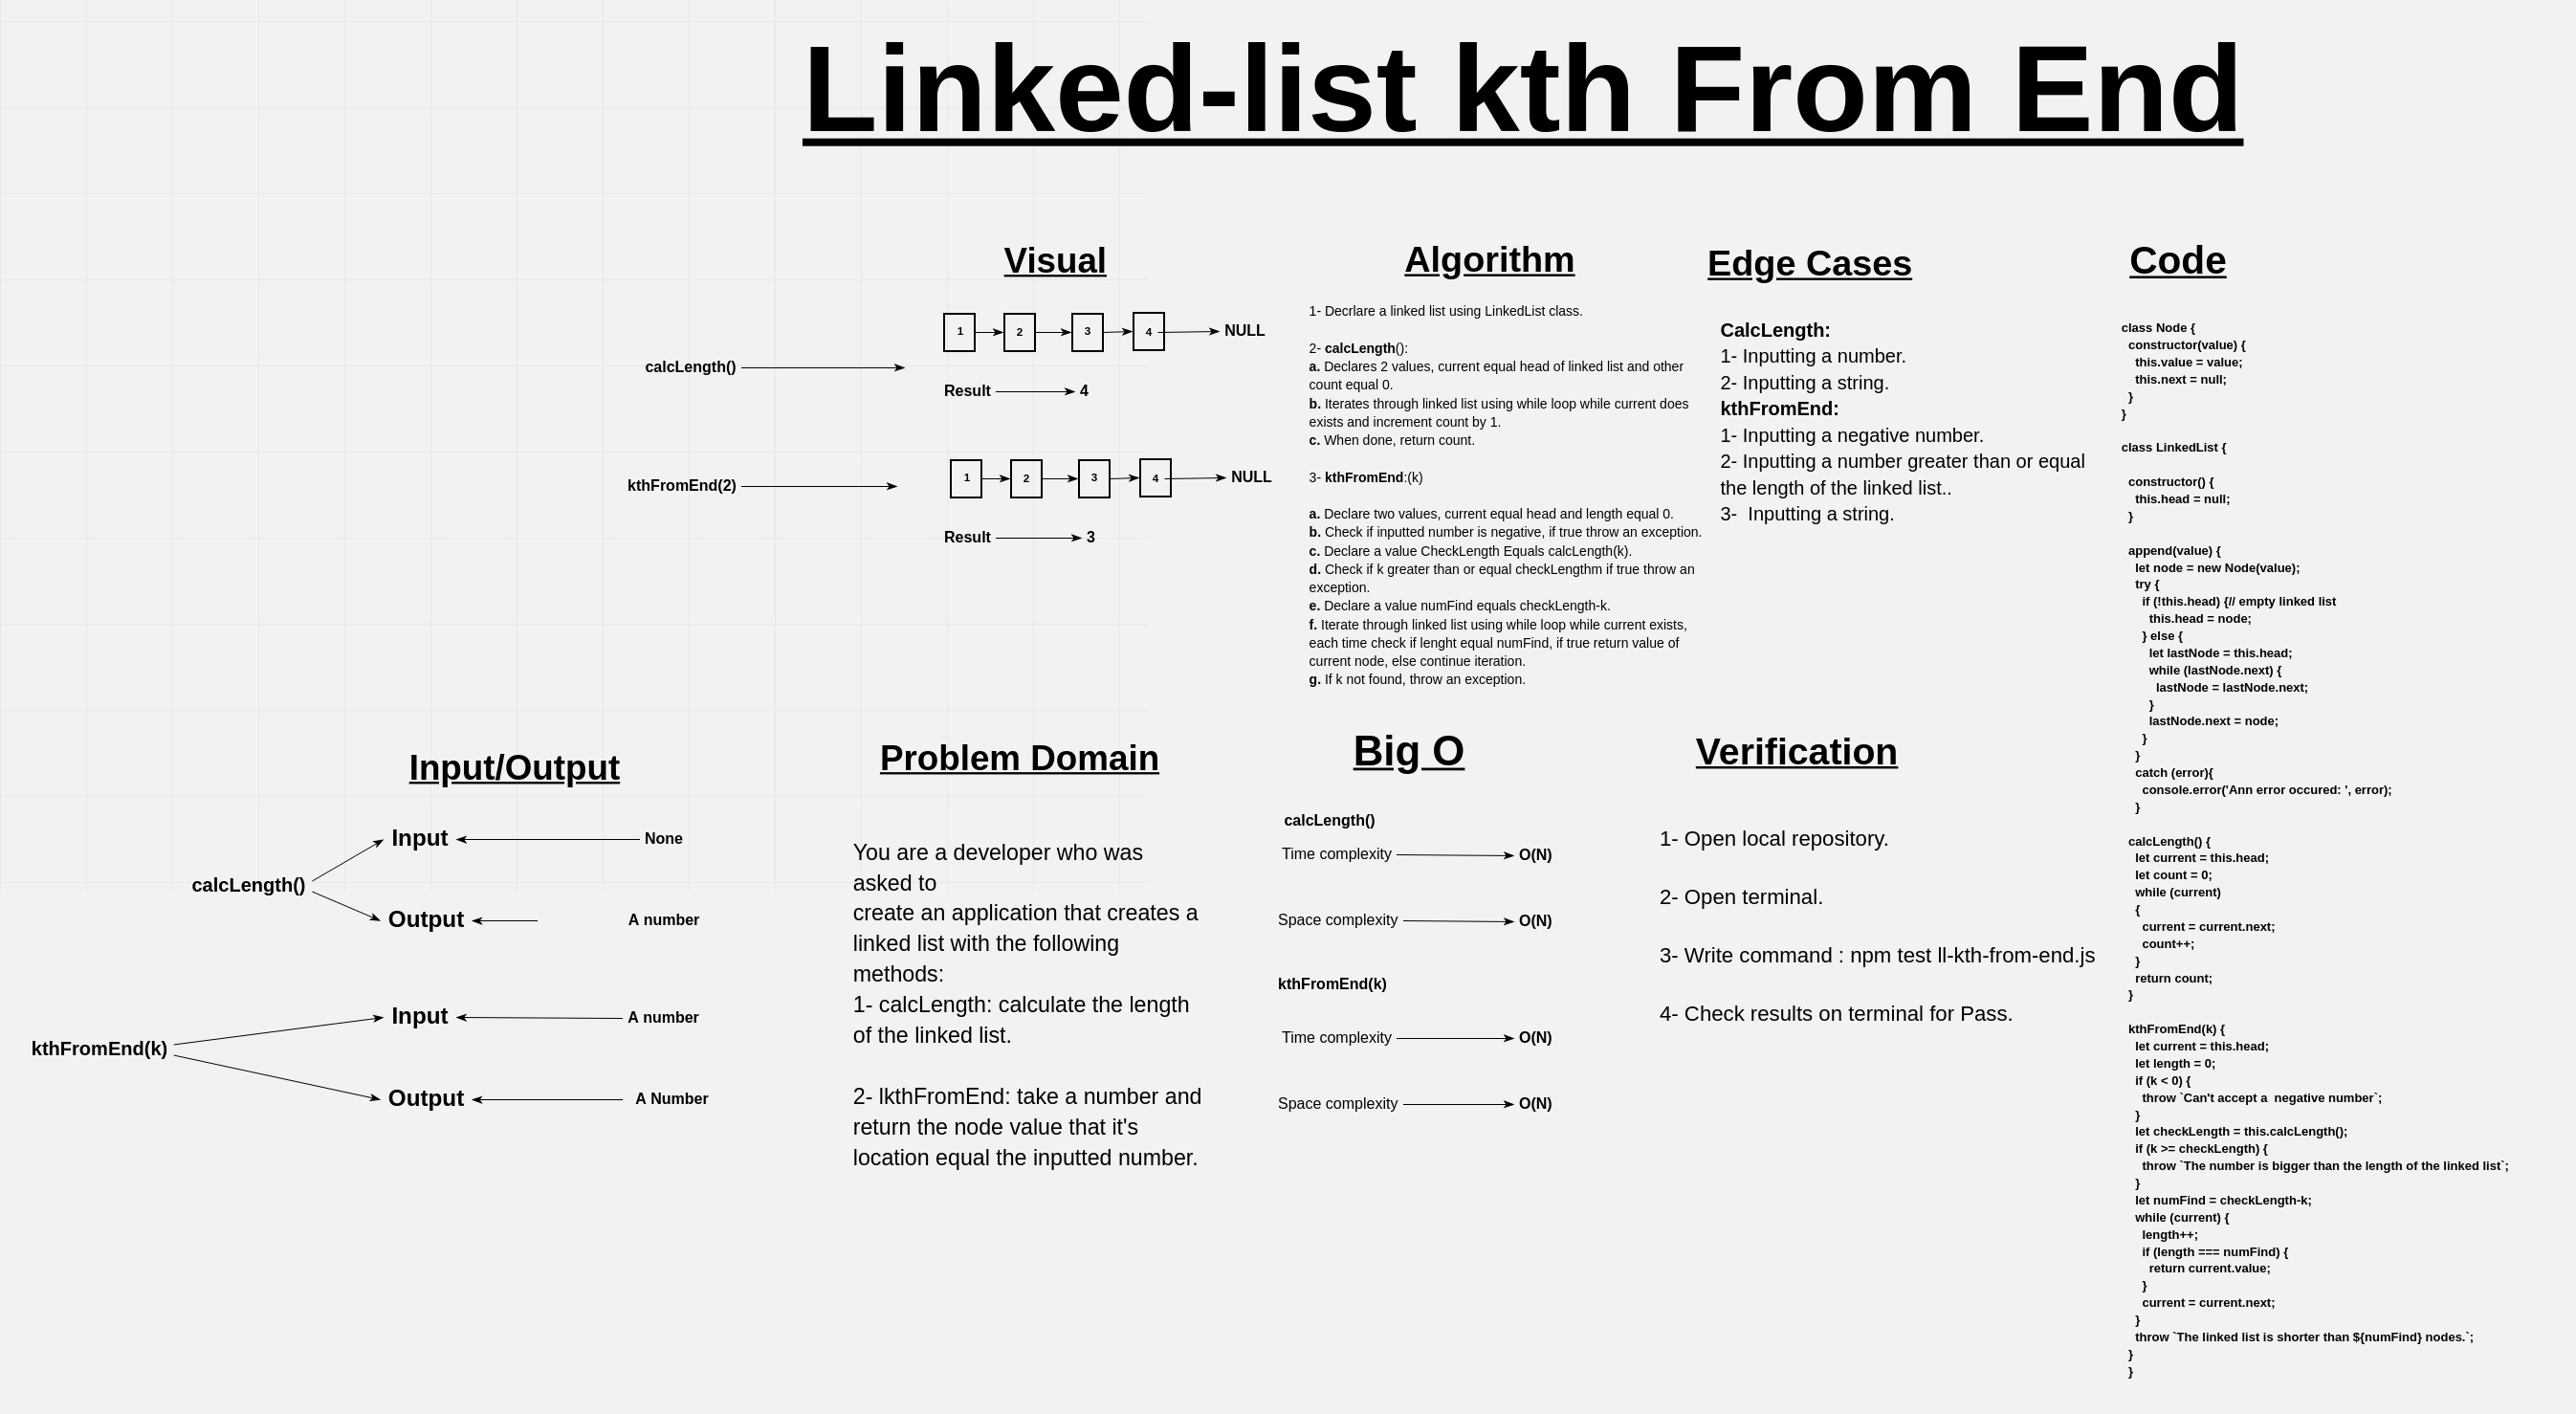 Linked-list kth From End
Visual
calcLength()
1
2
3
4
NULL
Result
4
kthFromEnd(2)
1
2
3
4
NULL
Result
3
Algorithm
1- Decrlare a linked list using LinkedList class.
2- calcLength():
a. Declares 2 values, current equal head of linked list and other
count equal 0.
b. Iterates through linked list using while loop while current does
exists and increment count by 1.
c. When done, return count.
3- kthFromEnd:(k)
a. Declare two values, current equal head and length equal 0.
b. Check if inputted number is negative, if true throw an exception.
c. Declare a value CheckLength Equals calcLength(k).
d. Check if k greater than or equal checkLengthm if true throw an
exception.
e. Declare a value numFind equals checkLength-k.
f. Iterate through linked list using while loop while current exists,
each time check if lenght equal numFind, if true return value of
current node, else continue iteration.
g. If k not found, throw an exception.
Edge Cases
CalcLength:
1- Inputting a number.
2- Inputting a string.
kthFromEnd:
1- Inputting a negative number.
2- Inputting a number greater than or equal
the length of the linked list..
3-  Inputting a string.
Code
class Node {
constructor(value) {
this.value = value;
this.next = null;
}
}
class LinkedList {
constructor() {
this.head = null;
}
append(value) {
let node = new Node(value);
try {
if (!this.head) {// empty linked list
this.head = node;
} else {
let lastNode = this.head;
while (lastNode.next) {
lastNode = lastNode.next;
}
lastNode.next = node;
}
}
catch (error){
console.error('Ann error occured: ', error);
}
calcLength() {
let current = this.head;
let count = 0;
while (current)
{
current = current.next;
count++;
}
return count;
}
kthFromEnd(k) {
let current = this.head;
let length = 0;
if (k < 0) {
throw `Can't accept a  negative number`;
}
let checkLength = this.calcLength();
if (k >= checkLength) {
throw `The number is bigger than the length of the linked list`;
}
let numFind = checkLength-k;
while (current) {
length++;
if (length === numFind) {
return current.value;
}
current = current.next;
}
throw `The linked list is shorter than ${numFind} nodes.`;
}
}
Input/Output
calcLength()
Input
None
Output
A number
kthFromEnd(k)
Input
A number
Output
A Number
Problem Domain
You are a developer who was
asked to
create an application that creates a
linked list with the following
methods:
1- calcLength: calculate the length
of the linked list.
2- lkthFromEnd: take a number and
return the node value that it's
location equal the inputted number.
Big O
calcLength()
Time complexity
O(N)
Space complexity
O(N)
kthFromEnd(k)
Time complexity
O(N)
Space complexity
O(N)
Verification
1- Open local repository.
2- Open terminal.
3- Write command : npm test ll-kth-from-end.js
4- Check results on terminal for Pass.